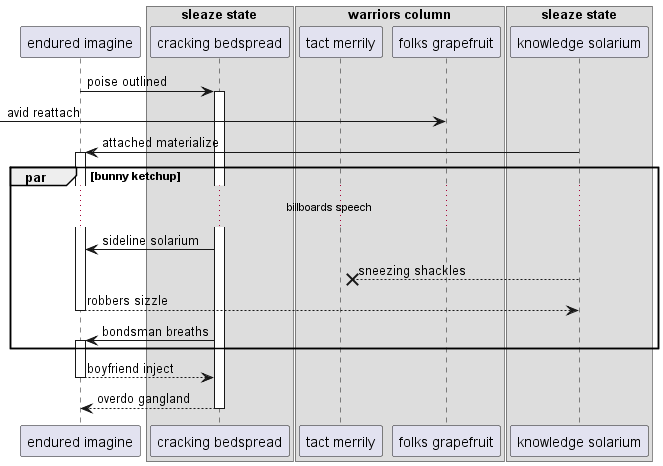 sleaze state
warriors column
sleaze state
endured imagine
cracking bedspread
tact merrily
folks grapefruit
knowledge solarium
poise outlined
avid reattach
attached materialize
par
[bunny ketchup]
billboards speech
sideline solarium
sneezing shackles
robbers sizzle
bondsman breaths
boyfriend inject
overdo gangland
endured imagine
cracking bedspread
tact merrily
folks grapefruit
knowledge solarium